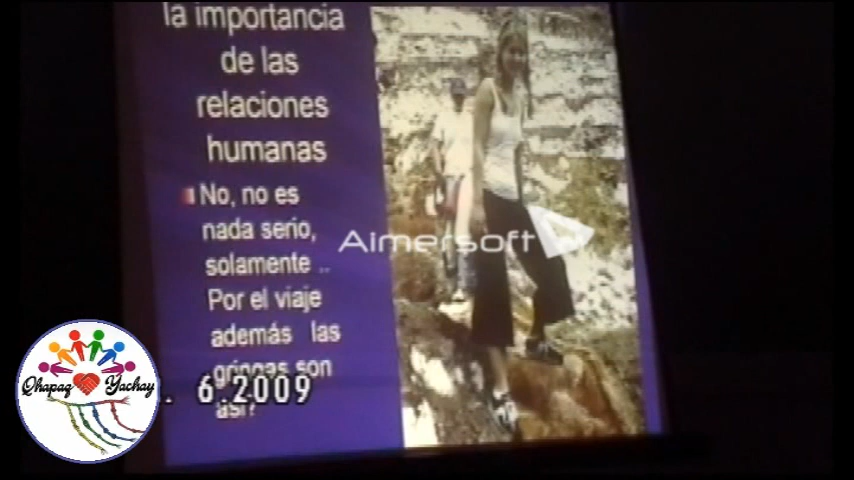 la importancia
de las
relaciones
humanas
No, no es
nada serio,
solamente ..
Por el viaje
además las
gringas son
así?
Aimersoft
. 6.2009
Qhapaq Yachay